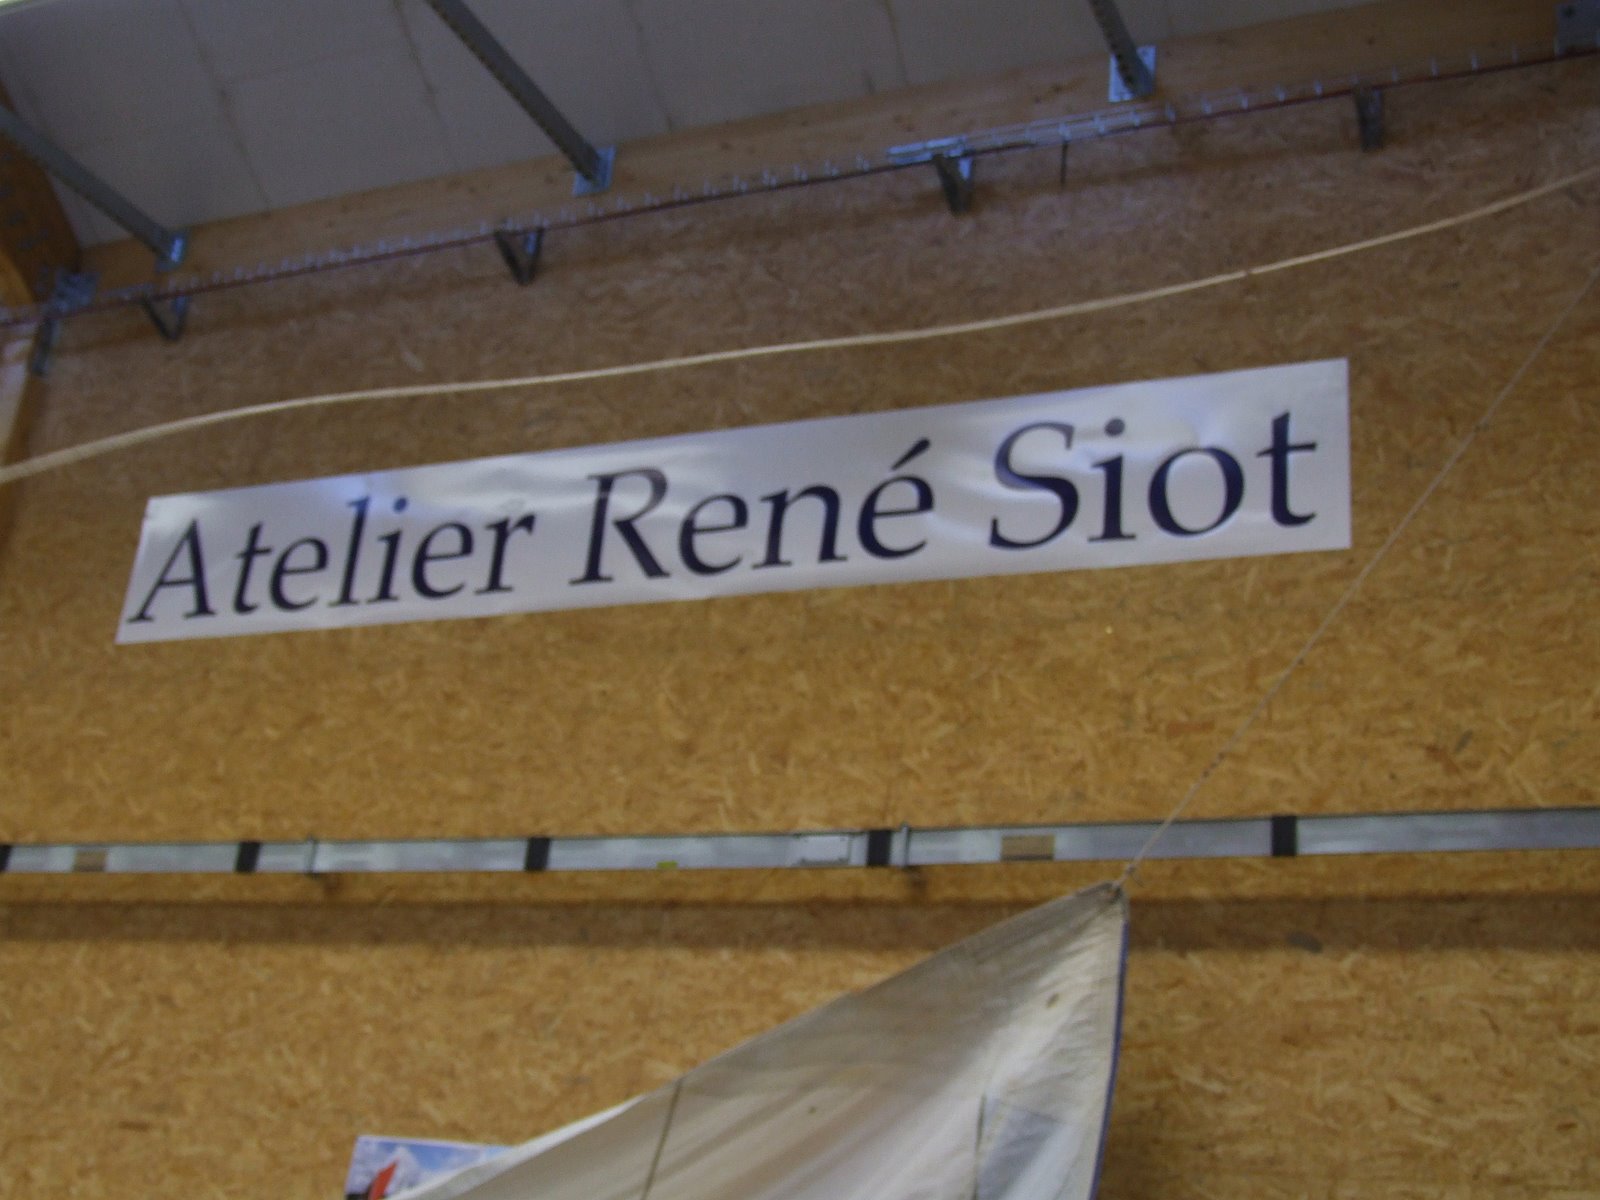 Atelier René Siot